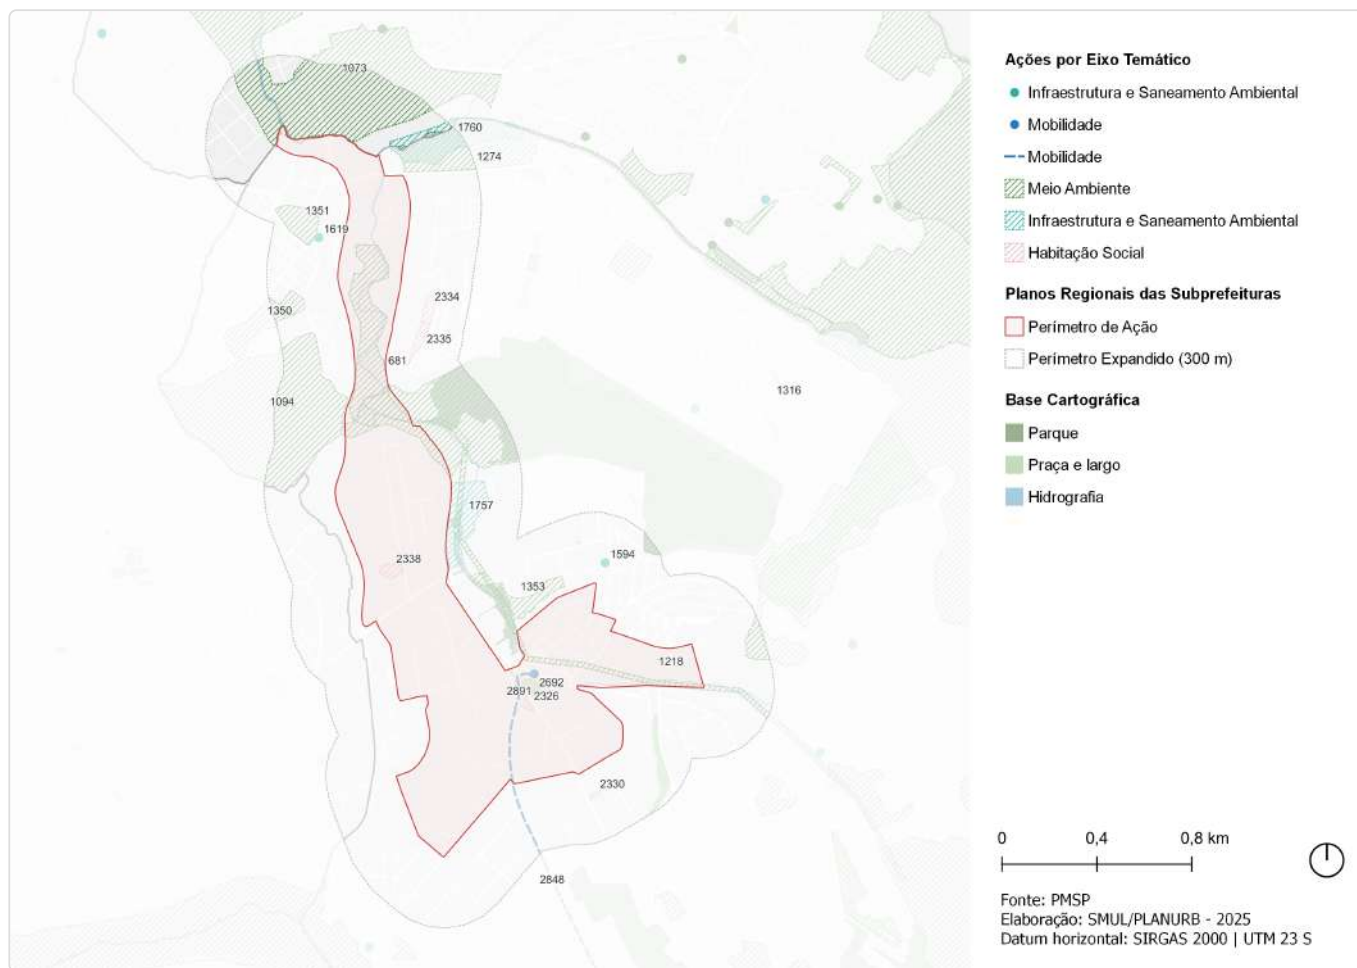 1073
1760
1274
1351
1619
2334
1350
2335
681
1316
1094
1757
2338
1594
1353
1218
2692
2891
2326
2330
2848
Ações por Eixo Temático
Infraestrutura e Saneamento Ambiental
Mobilidade
Mobilidade
Meio Ambiente
Infraestrutura e Saneamento Ambiental
Habitação Social
Planos Regionais das Subprefeituras
Perímetro de Ação
Perímetro Expandido (300 m)
Base Cartográfica
Parque
Praça e largo
Hidrografia
0 0,4 0,8 km
Fonte: PMSP
Elaboração: SMUL/PLANURB - 2025
Datum horizontal: SIRGAS 2000 | UTM 23 S